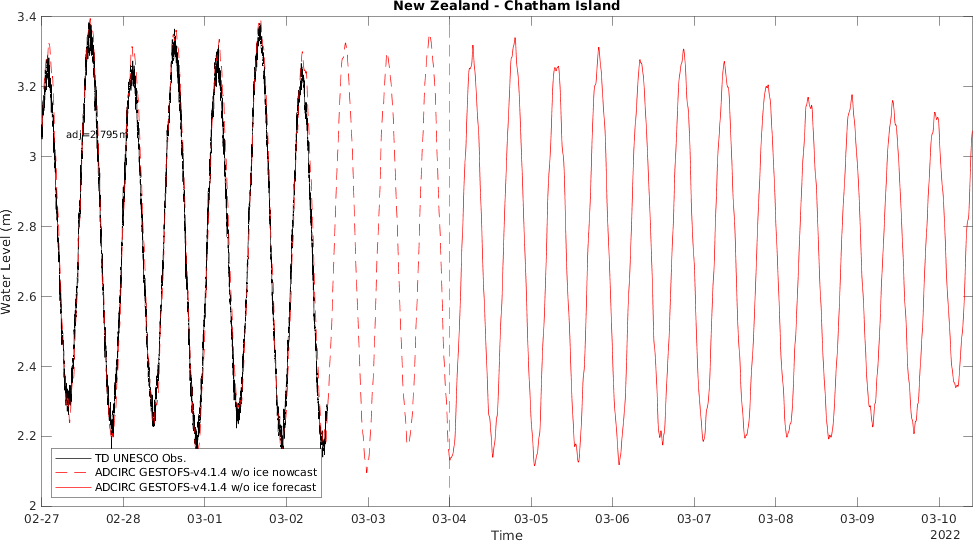 New Zealand - Chatham Island
3.4
3.2
3
2.8
2.6
2.4
2.2
2
Water Level (m)
adj=2.795m
TD UNESCO Obs.
ADCIRC GESTOFS-v4.1.4 w/o ice nowcast
ADCIRC GESTOFS-v4.1.4 w/o ice forecast
02-27 02-28 03-01 03-02 03-03 03-04 03-05 03-06 03-07 03-08 03-09 03-10
Time 2022